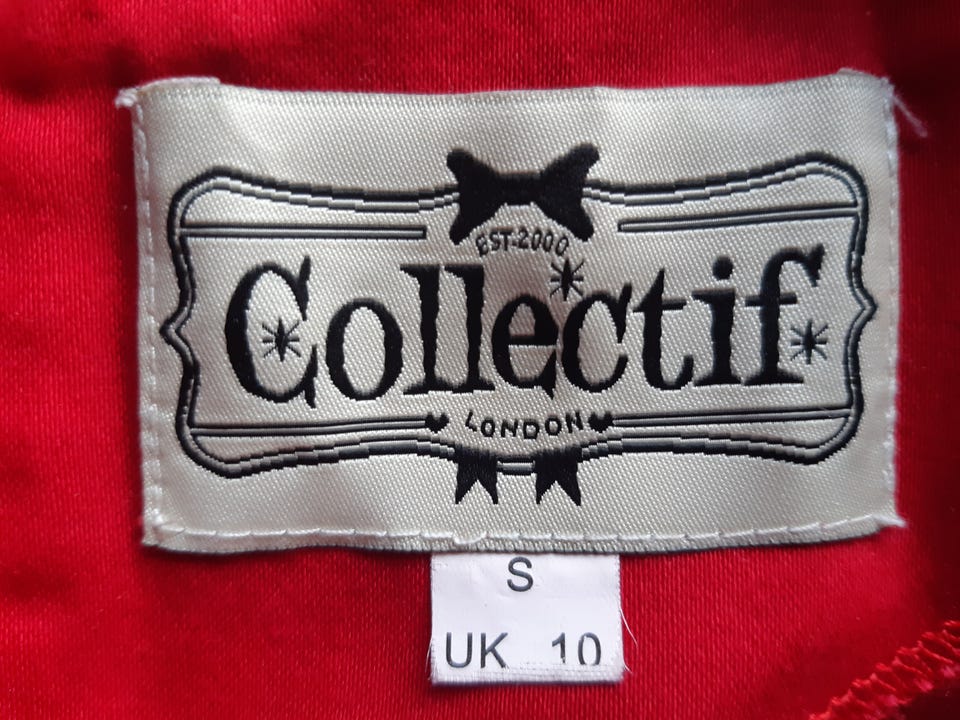 EST.2000
Collectif
LONDON
S
UK 10